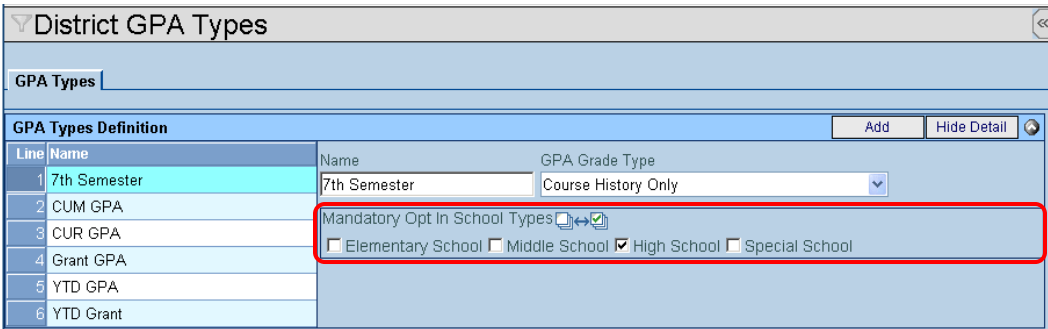 District GPA Types
GPA Types
GPA Types Definition Add Hide Detail
Line Name
1 7th Semester
2 CUM GPA
3 CUR GPA
4 Grant GPA
5 YTD GPA
6 YTD Grant
Name GPA Grade Type
7th Semester Course History Only
Mandatory Opt In School Types
Elementary School Middle School High School Special School